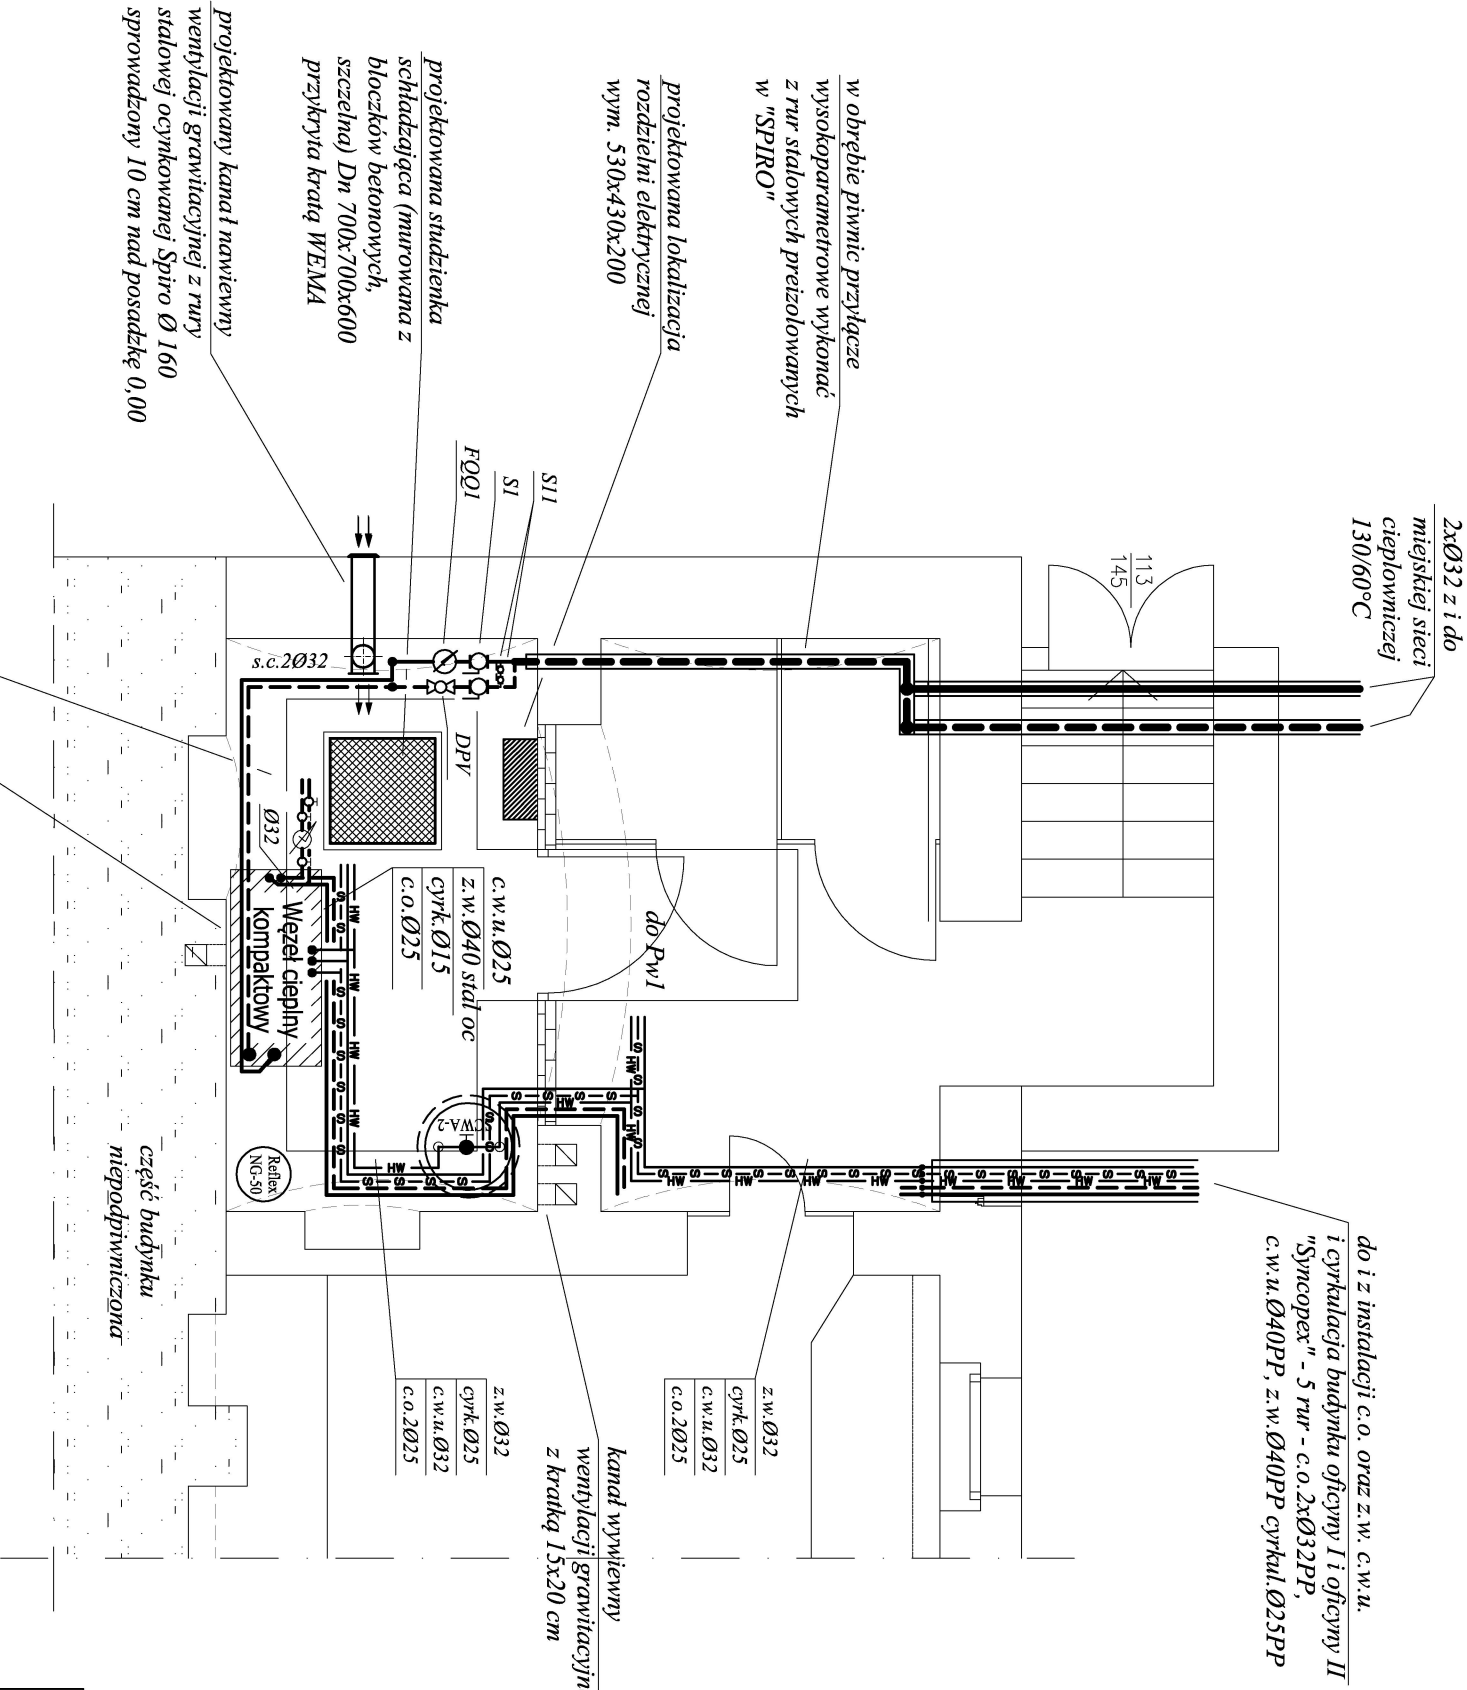 2xØ32 z i do
miejskiej sieci
ciepłowniczej
130/60°C
w obrębie piwnic przyłącze
wysokoparametrowe wykonać
z rur stalowych preizolowanych
w "SPIRO"
projektowana lokalizacja
rozdzielni elektrycznej
wym. 530x430x200
projektowana studzienka
schładzająca (murowana z
bloczków betonowych,
szczelna) Dn 700x700x600
przykryta kratą WEMA
projektowany kanał nawiewny
wentylacji grawitacyjnej z rury
stalowej ocynkowanej Spiro Ø 160
sprowadzony 10 cm nad posadzkę 0,00
113
145
S11
S1
FQQ1
s.c.2Ø32
DPV
Ø32
c.w.u.Ø25
z.w.Ø40 stal oc
cyrk.Ø15
c.o.Ø25
do Pw1
Węzeł cieplny
kompaktowy
SCWA-2
Reflex
NG-50
część budynku
niepodpiwniczona
do i z instalacji c.o. oraz z.w. c.w.u.
i cyrkulacja budynku oficyny I i oficyny II
"Syncopex" - 5 rur - c.o.2xØ32PP,
c.w.u.Ø40PP, z.w.Ø40PP cyrkul.Ø25PP
z.w.Ø32
cyrk.Ø25
c.w.u.Ø32
c.o.2Ø25
z.w.Ø32
cyrk.Ø25
c.w.u.Ø32
c.o.2Ø25
kanał wywiewny
wentylacji grawitacyjn
z kratką 15x20 cm